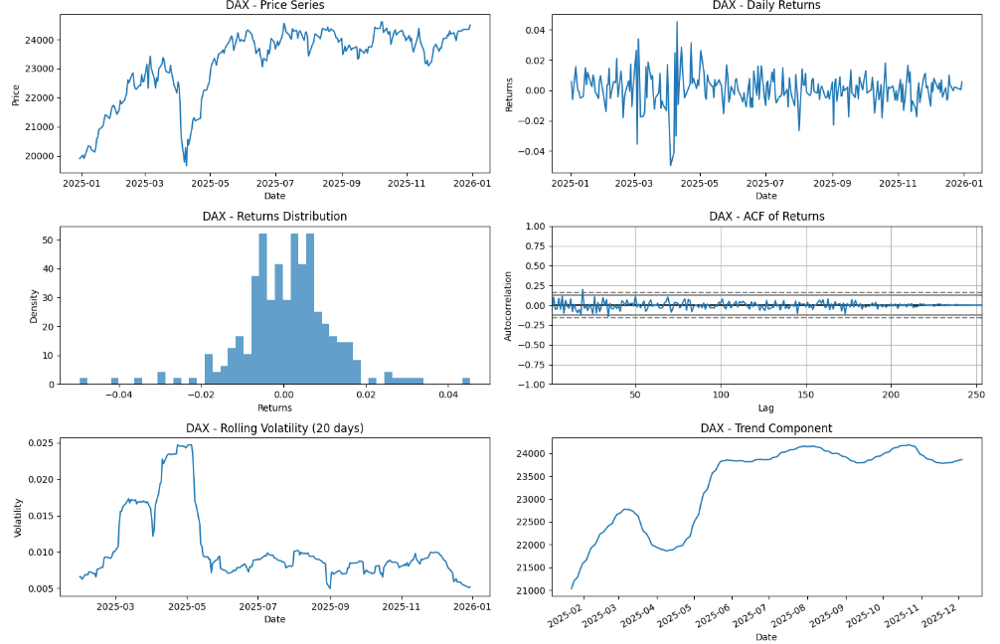 DAX - Price Series
Price
24000
23000
22000
21000
20000
2025-01 2025-03 2025-05 2025-07 2025-09 2025-11 2026-01
Date
DAX - Daily Returns
Returns
0.04
0.02
0.00
−0.02
−0.04
2025-01 2025-03 2025-05 2025-07 2025-09 2025-11 2026-01
Date
DAX - Returns Distribution
Density
50
40
30
20
10
0
−0.04 −0.02 0.00 0.02 0.04
Returns
DAX - ACF of Returns
Autocorrelation
1.00
0.75
0.50
0.25
0.00
−0.25
−0.50
−0.75
−1.00
50 100 150 200 250
Lag
DAX - Rolling Volatility (20 days)
Volatility
0.025
0.020
0.015
0.010
0.005
2025-03 2025-05 2025-07 2025-09 2025-11 2026-01
Date
DAX - Trend Component
24000
23500
23000
22500
22000
21500
21000
2025-02 2025-03 2025-04 2025-05 2025-06 2025-07 2025-08 2025-09 2025-10 2025-11 2025-12
Date